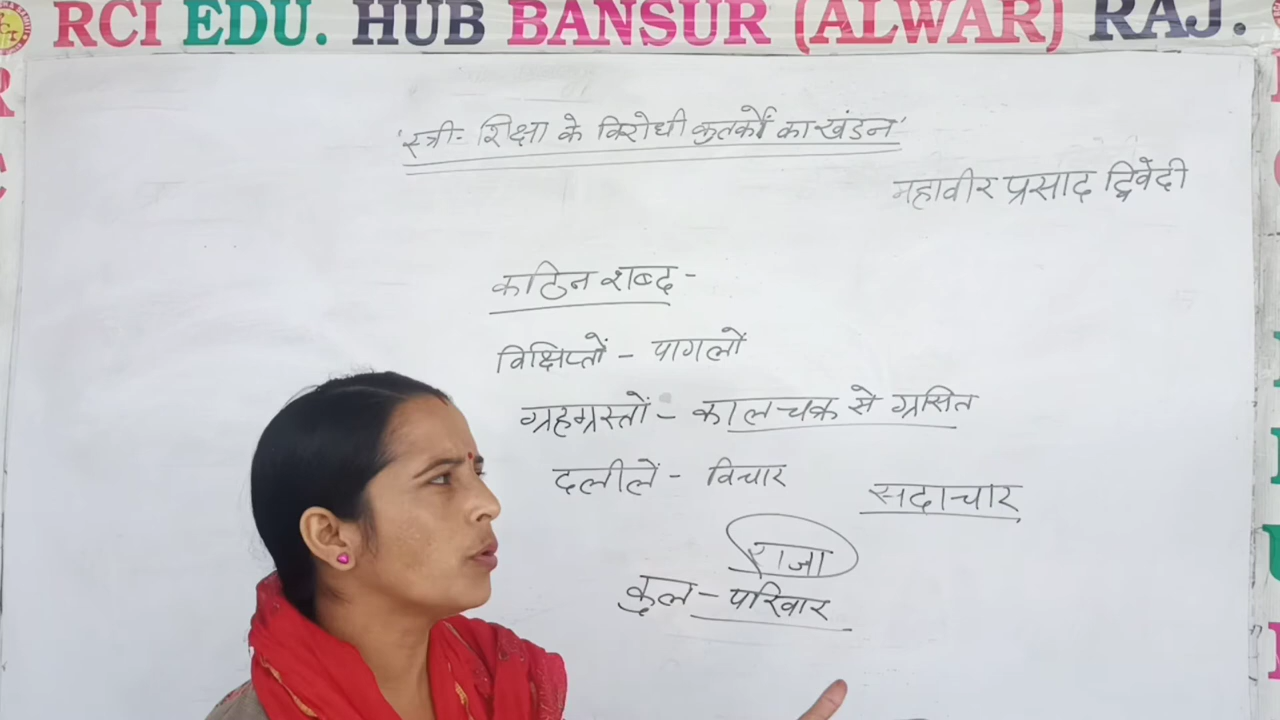 RCI EDU. HUB BANSUR (ALWAR) RAJ.
'स्त्री-शिक्षा के विरोधी कुतर्कों का खंडन'
महावीर प्रसाद द्विवेदी
कठिन शब्द -
विक्षिप्तों - पागलों
ग्रहग्रस्तों - कालचक्र से ग्रसित
दलीलें - विचार
सदाचार
राजा
कुल - परिवार